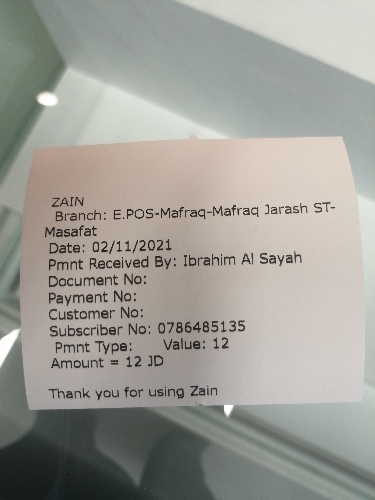 ZAIN
Branch: E.POS-Mafraq-Mafraq Jarash ST-
Masafat
Date: 02/11/2021
Pmnt Received By: Ibrahim Al Sayah
Document No:
Payment No:
Customer No:
Subscriber No: 0786485135
Pmnt Type: Value: 12
Amount = 12 JD
Thank you for using Zain